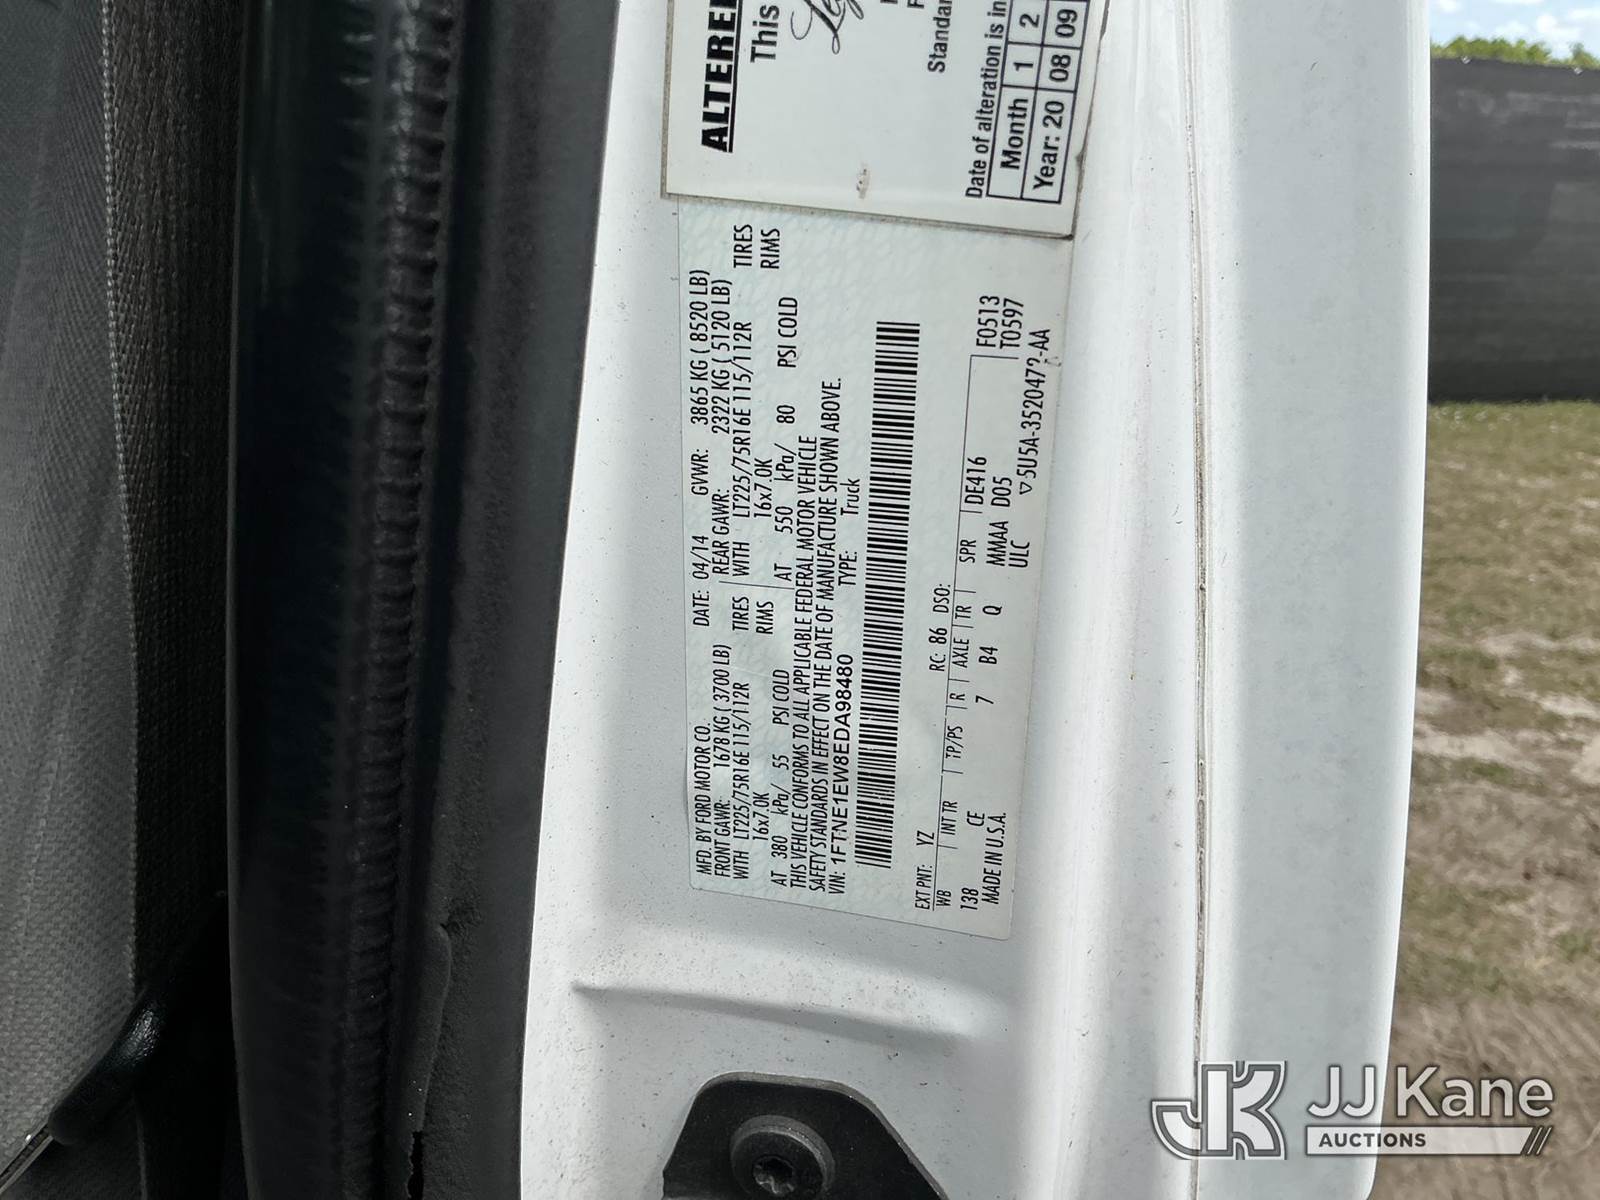 ALTERED
This
Standar
Date of alteration is in
Month 1 2
Year: 20 08 09
MFD. BY FORD MOTOR CO.
DATE: 04/14 GVWR: 3865 KG ( 8520 LB)
FRONT GAWR: 1678 KG ( 3700 LB) REAR GAWR: 2322 KG ( 5120 LB)
WITH LT225/75R16E 115/112R TIRES WITH LT225/75R16E 115/112R TIRES
16x7.0K RIMS 16x7.0K RIMS
AT 380 kPa/ 55 PSI COLD AT 550 kPa/ 80 PSI COLD
THIS VEHICLE CONFORMS TO ALL APPLICABLE FEDERAL MOTOR VEHICLE
SAFETY STANDARDS IN EFFECT ON THE DATE OF MANUFACTURE SHOWN ABOVE.
VIN: 1FTNE1EW8EDA98480 TYPE: Truck
EXT PNT: YZ RC: 86 DSO:
WB INT TR TP/PS R AXLE TR SPR DE416 F0513
138 CE 7 B4 Q MMAA D05 T0597
MADE IN U.S.A. ULC ▽5U5A-3520472-AA
JK JJ Kane
AUCTIONS